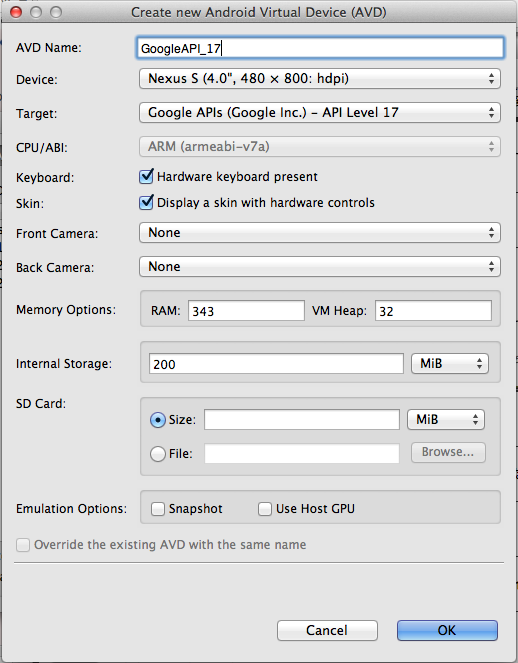 Create new Android Virtual Device (AVD)
AVD Name: GoogleAPI_17
Device: Nexus S (4.0", 480 × 800: hdpi)
Target: Google APIs (Google Inc.) – API Level 17
CPU/ABI: ARM (armeabi-v7a)
Keyboard: Hardware keyboard present
Skin: Display a skin with hardware controls
Front Camera: None
Back Camera: None
Memory Options: RAM: 343 VM Heap: 32
Internal Storage: 200 MiB
SD Card:
Size: MiB
File: Browse...
Emulation Options: Snapshot Use Host GPU
Override the existing AVD with the same name
Cancel OK